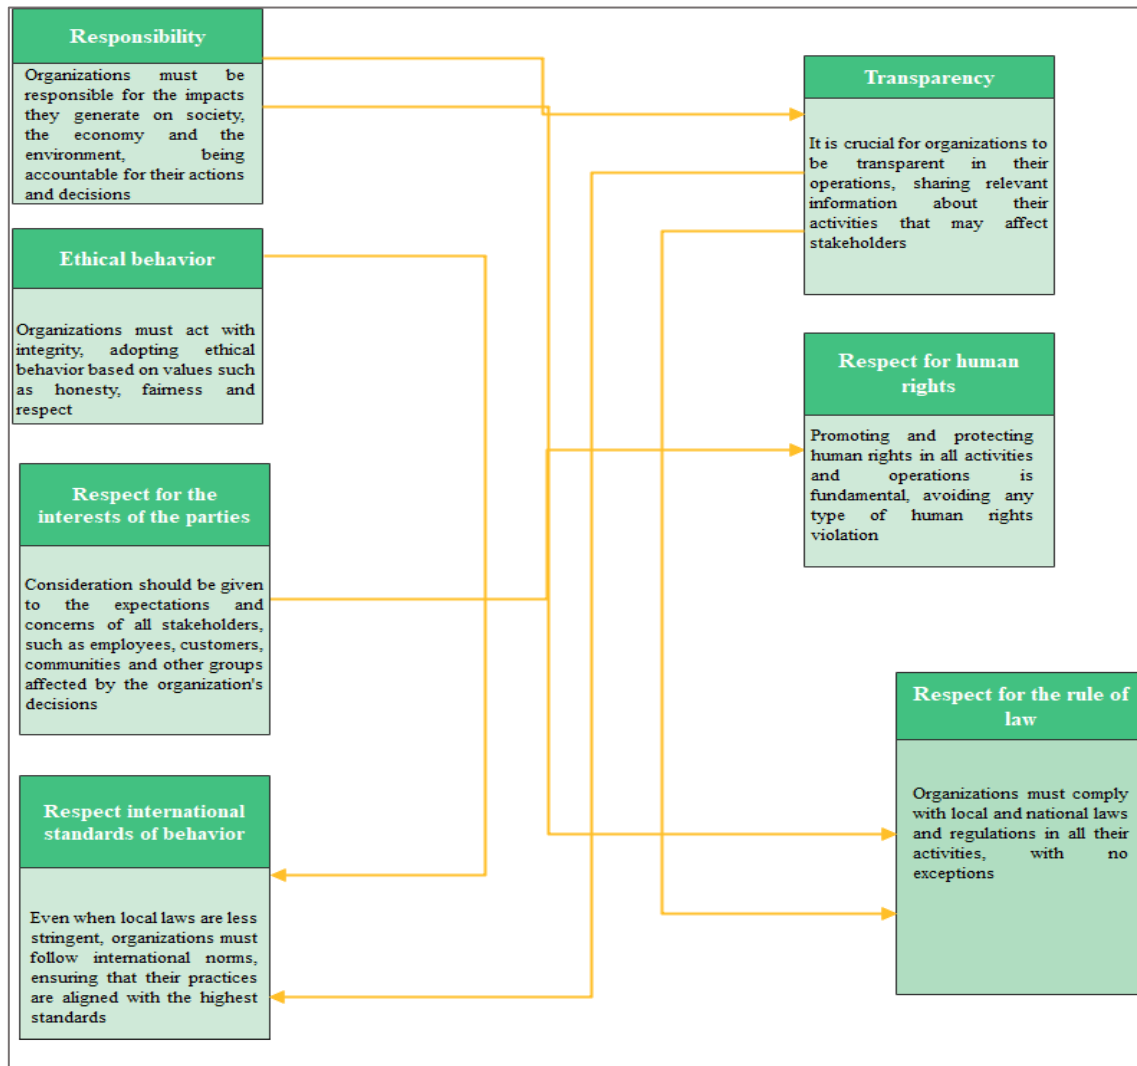 Responsibility
Organizations must be
responsible for the impacts
they generate on society,
the economy and the
environment, being
accountable for their actions
and decisions
Ethical behavior
Organizations must act with
integrity, adopting ethical
behavior based on values such
as honesty, fairness and
respect
Respect for the
interests of the parties
Consideration should be given
to the expectations and
concerns of all stakeholders,
such as employees, customers,
communities and other groups
affected by the organization's
decisions
Respect international
standards of behavior
Even when local laws are less
stringent, organizations must
follow international norms,
ensuring that their practices
are aligned with the highest
standards
Transparency
It is crucial for organizations to
be transparent in their
operations, sharing relevant
information about their
activities that may affect
stakeholders
Respect for human
rights
Promoting and protecting
human rights in all activities
and operations is
fundamental, avoiding any
type of human rights
violation
Respect for the rule of
law
Organizations must comply
with local and national laws
and regulations in all their
activities, with no
exceptions